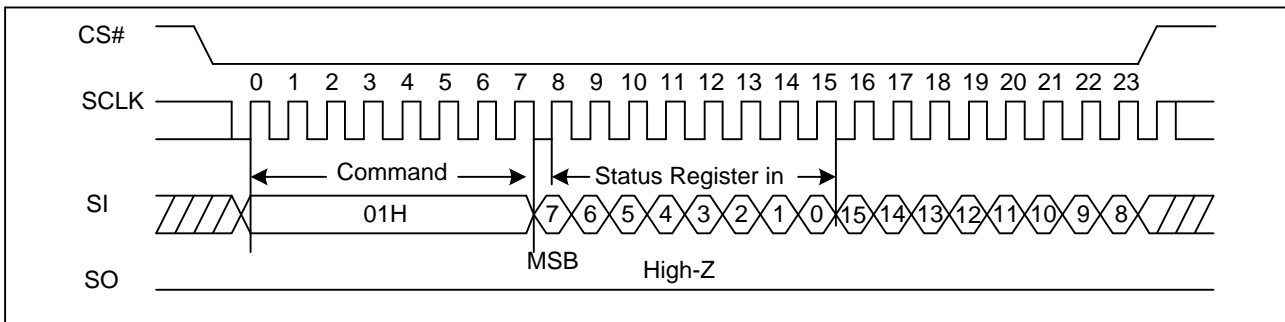 CS#
0 1 2 3 4 5 6 7 8 9 10 11 12 13 14 15 16 17 18 19 20 21 22 23
SCLK
Command
Status Register in
SI
01H
7 6 5 4 3 2 1 0 15 14 13 12 11 10 9 8
MSB
High-Z
SO